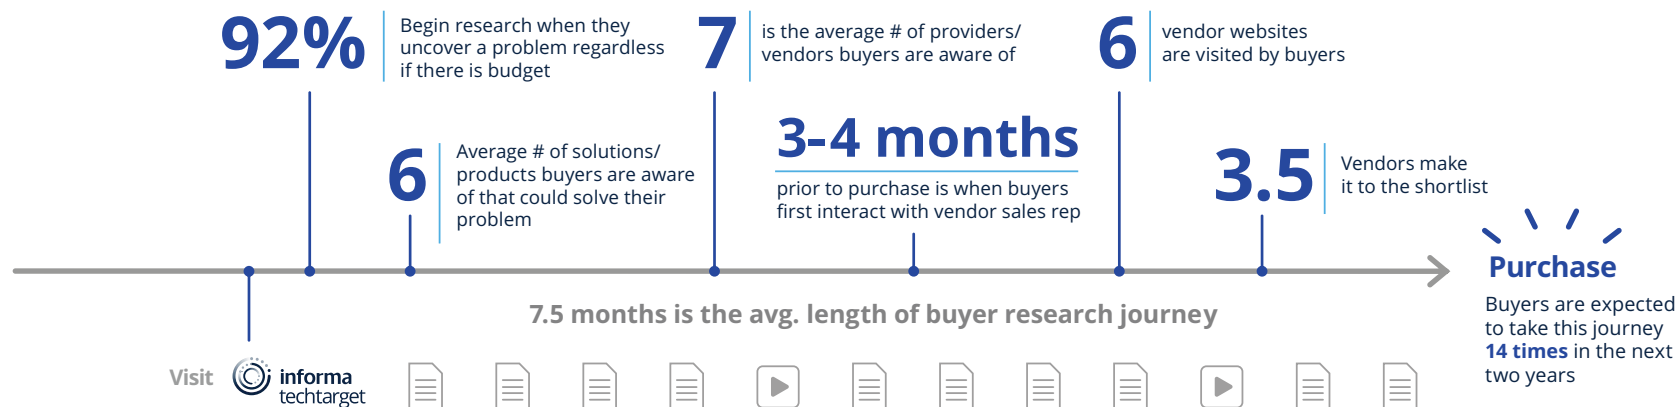 92%
Begin research when they
uncover a problem regardless
if there is budget
7
is the average # of providers/
vendors buyers are aware of
6
vendor websites
are visited by buyers
6
Average # of solutions/
products buyers are aware
of that could solve their
problem
3-4 months
prior to purchase is when buyers
first interact with vendor sales rep
3.5
Vendors make
it to the shortlist
Purchase
Buyers are expected
to take this journey
14 times in the next
two years
7.5 months is the avg. length of buyer research journey
Visit
informa
techtarget